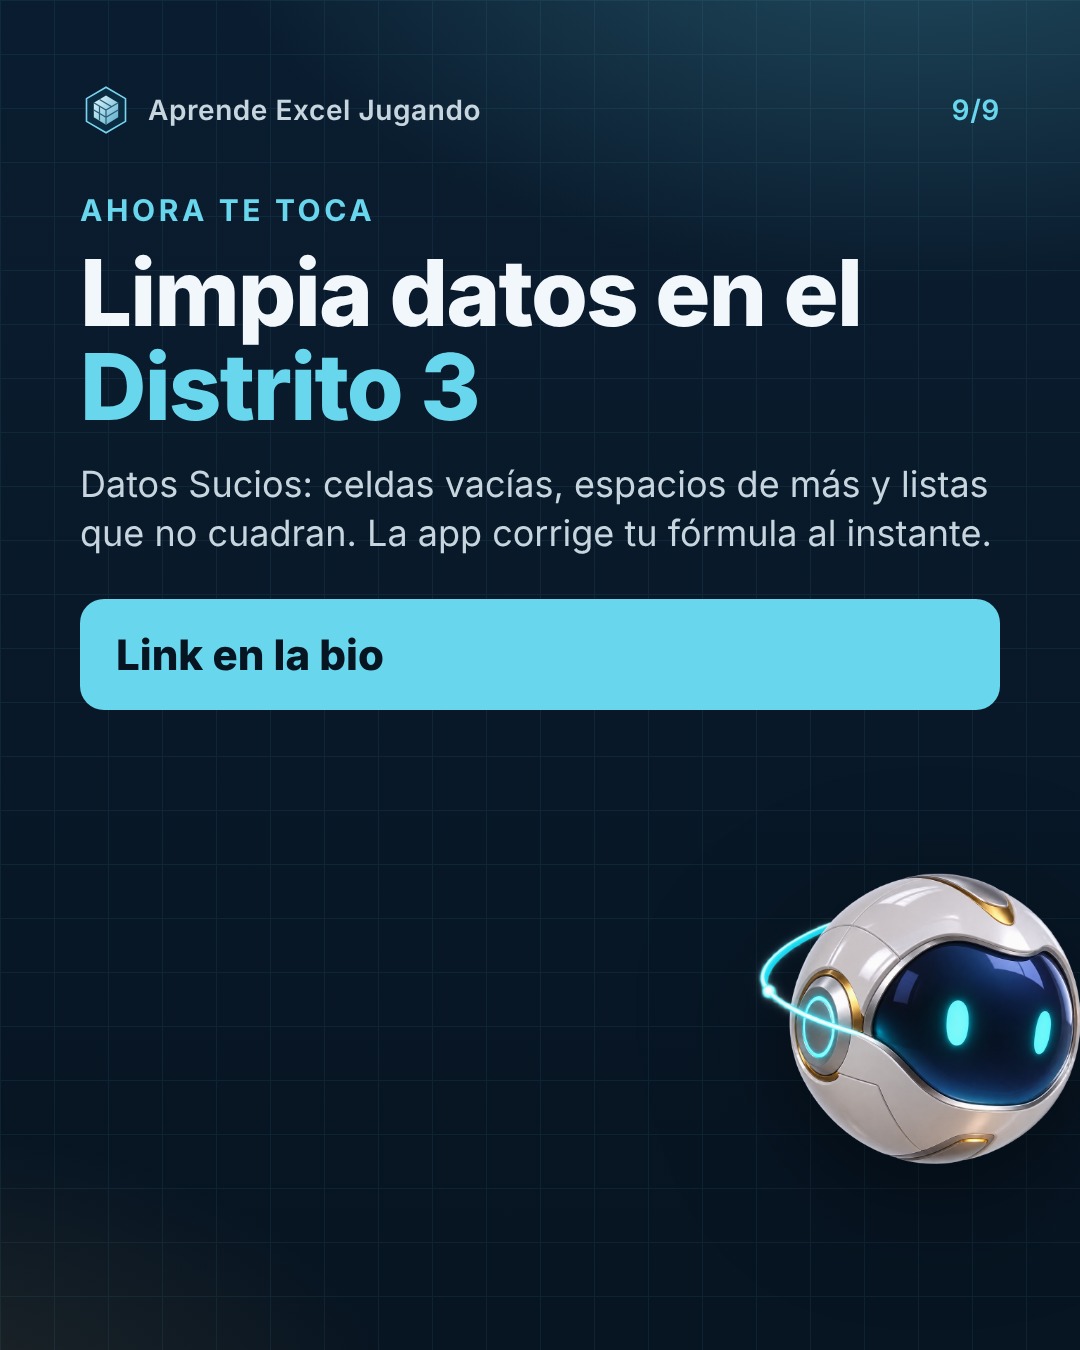 Aprende Excel Jugando
9/9
AHORA TE TOCA
Limpia datos en el
Distrito 3
Datos Sucios: celdas vacías, espacios de más y listas
que no cuadran. La app corrige tu fórmula al instante.
Link en la bio